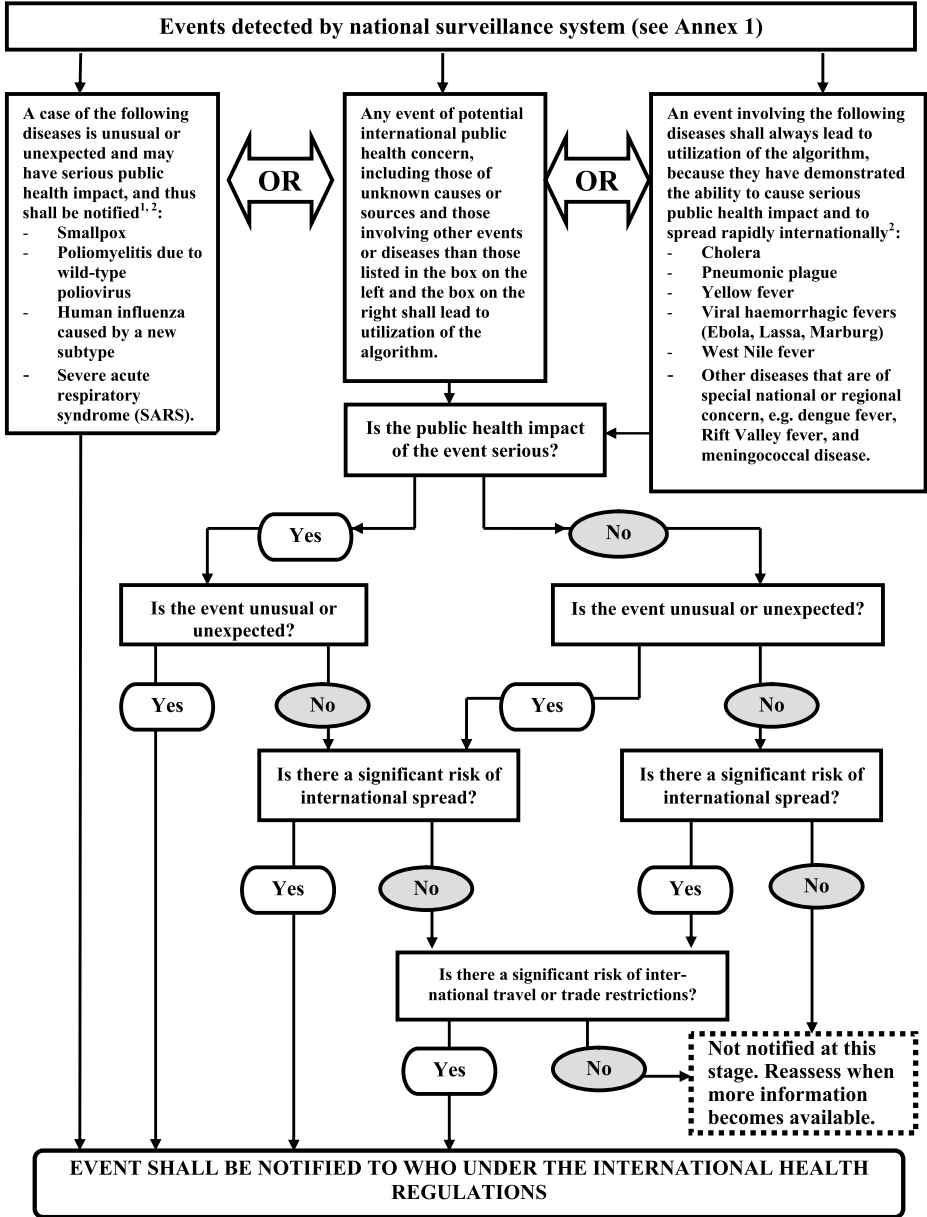 Events detected by national surveillance system (see Annex 1)
A case of the following
diseases is unusual or
unexpected and may
have serious public
health impact, and thus
shall be notified1, 2:
- Smallpox
- Poliomyelitis due to
wild-type
poliovirus
- Human influenza
caused by a new
subtype
- Severe acute
respiratory
syndrome (SARS).
OR
Any event of potential
international public
health concern,
including those of
unknown causes or
sources and those
involving other events
or diseases than those
listed in the box on the
left and the box on the
right shall lead to
utilization of the
algorithm.
OR
An event involving the following
diseases shall always lead to
utilization of the algorithm,
because they have demonstrated
the ability to cause serious
public health impact and to
spread rapidly internationally2:
- Cholera
- Pneumonic plague
- Yellow fever
- Viral haemorrhagic fevers
(Ebola, Lassa, Marburg)
- West Nile fever
- Other diseases that are of
special national or regional
concern, e.g. dengue fever,
Rift Valley fever, and
meningococcal disease.
Is the public health impact
of the event serious?
Yes
No
Is the event unusual or
unexpected?
Is the event unusual or unexpected?
Yes
No
Yes
No
Is there a significant risk of
international spread?
Is there a significant risk of
international spread?
Yes
No
Yes
No
Is there a significant risk of inter-
national travel or trade restrictions?
Yes
No
Not notified at this
stage. Reassess when
more information
becomes available.
EVENT SHALL BE NOTIFIED TO WHO UNDER THE INTERNATIONAL HEALTH
REGULATIONS